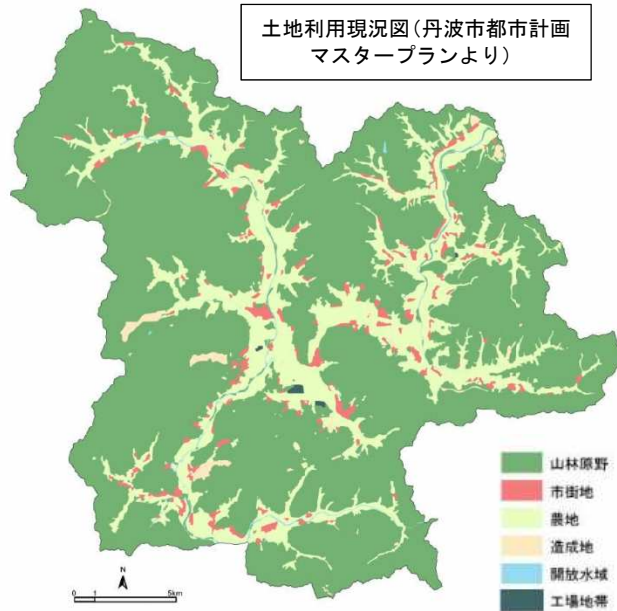 土地利用現況図(丹波市都市計画
マスタープランより)
山林原野
市街地
農地
造成地
開放水域
工場地帯
N
0 1 5km